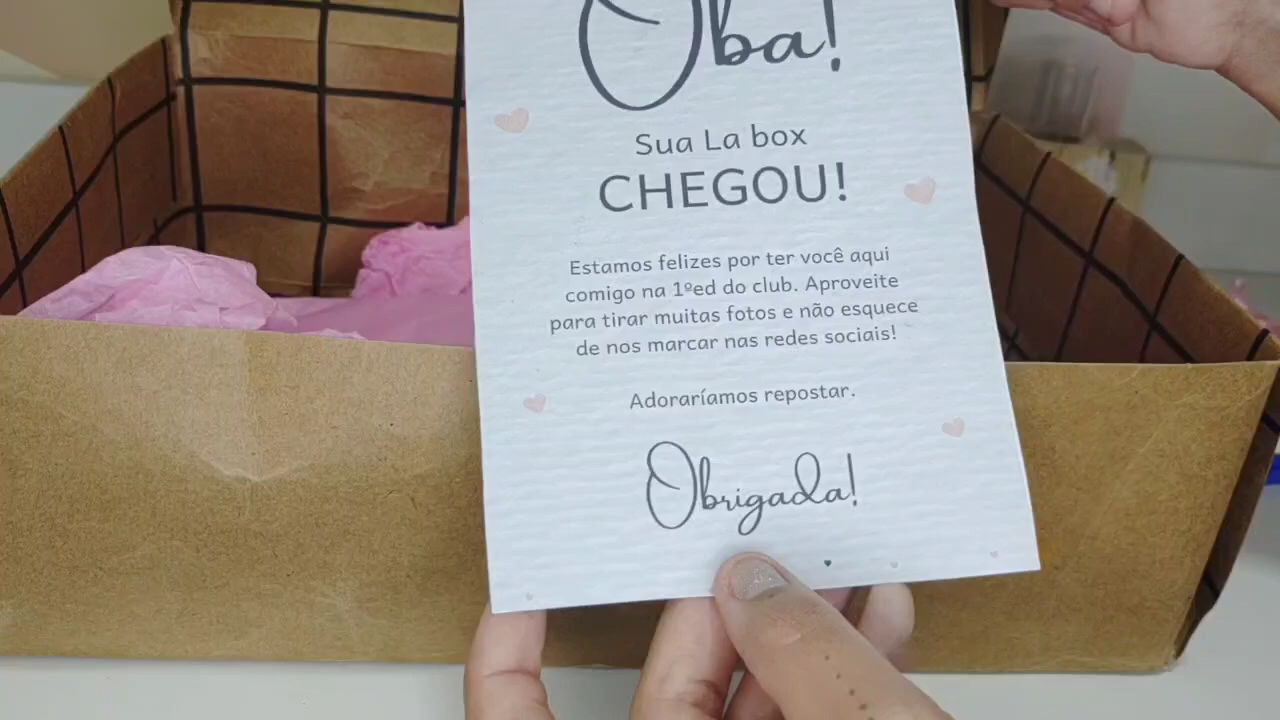 Oba!
Sua La box
CHEGOU!
Estamos felizes por ter você aqui
comigo na 1ºed do club. Aproveite
para tirar muitas fotos e não esquece
de nos marcar nas redes sociais!
Adoraríamos repostar.
Obrigada!